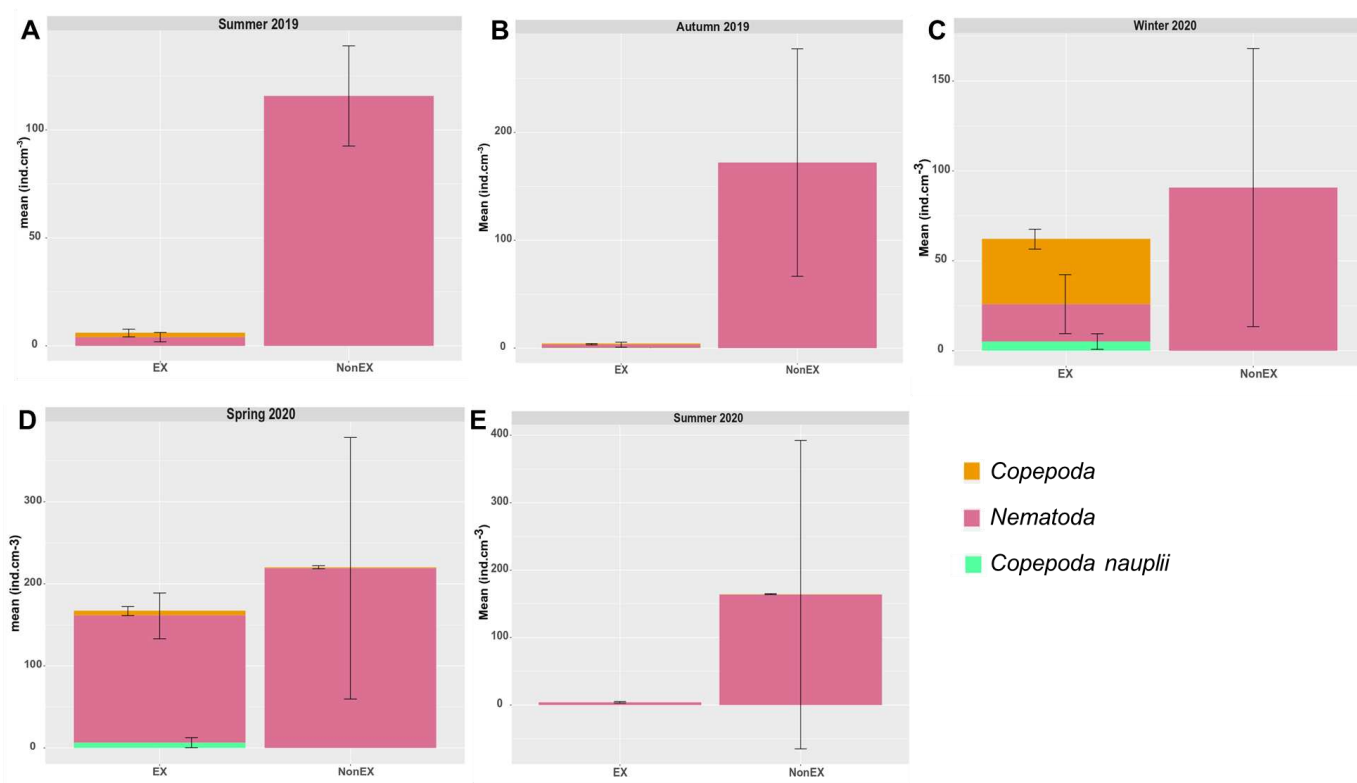 A
Summer 2019
mean (ind.cm-3)
100
50
0
EX
NonEX
B
Autumn 2019
Mean (ind.cm-3)
200
100
0
EX
NonEX
C
Winter 2020
Mean (ind.cm-3)
150
100
50
0
EX
NonEX
D
Spring 2020
mean (ind.cm-3)
300
200
100
0
EX
NonEX
E
Summer 2020
Mean (ind.cm-3)
400
300
200
100
0
EX
NonEX
Copepoda
Nematoda
Copepoda nauplii